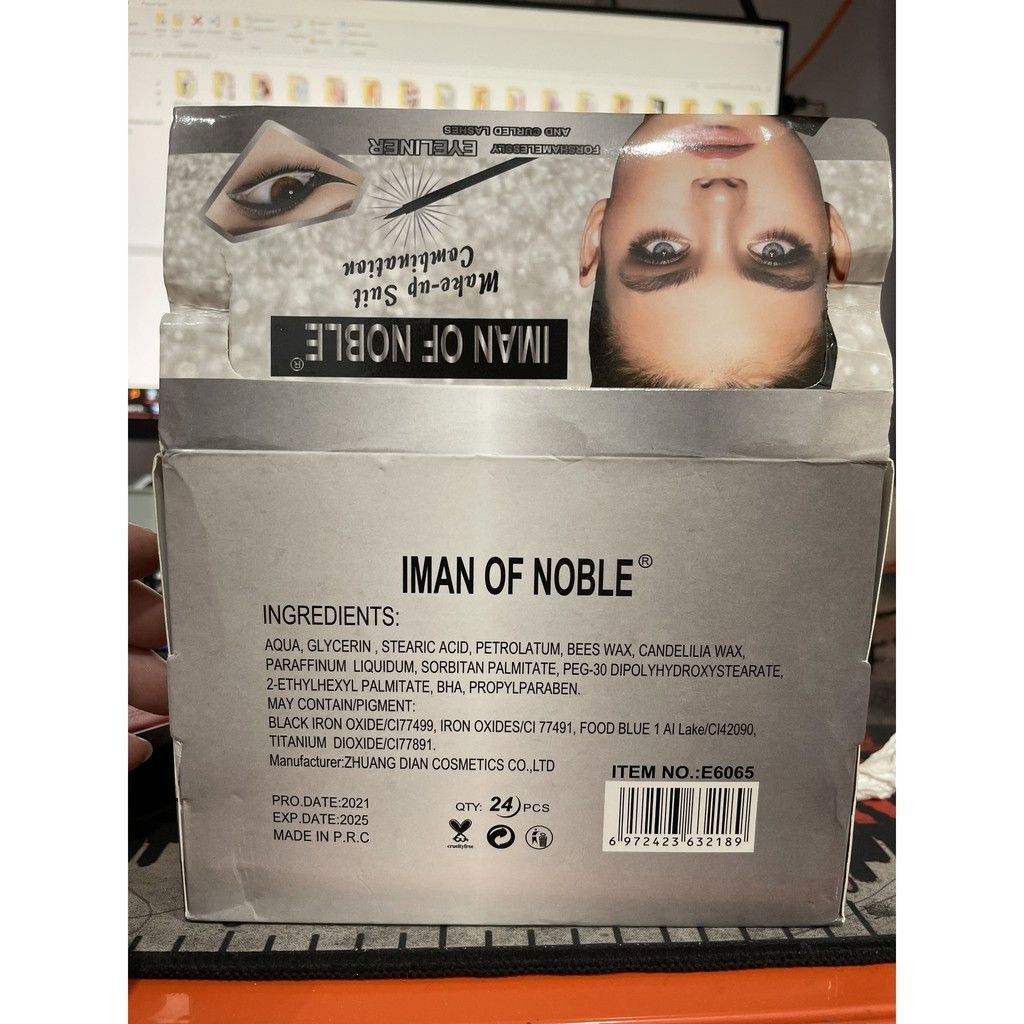 FORSHAMELESSLY EYELINER
AND CURLED LASHES
Make-up Suit
Combination
IMAN OF NOBLE®
IMAN OF NOBLE®
INGREDIENTS:
AQUA, GLYCERIN , STEARIC ACID, PETROLATUM, BEES WAX, CANDELILIA WAX,
PARAFFINUM LIQUIDUM, SORBITAN PALMITATE, PEG-30 DIPOLYHYDROXYSTEARATE,
2-ETHYLHEXYL PALMITATE, BHA, PROPYLPARABEN.
MAY CONTAIN/PIGMENT:
BLACK IRON OXIDE/CI77499, IRON OXIDES/CI 77491, FOOD BLUE 1 Al Lake/CI42090,
TITANIUM DIOXIDE/CI77891.
Manufacturer:ZHUANG DIAN COSMETICS CO.,LTD
PRO.DATE:2021
EXP.DATE:2025
MADE IN P.R.C
QTY: 24 PCS
crueltyfree
ITEM NO.:E6065
6 972423 632189